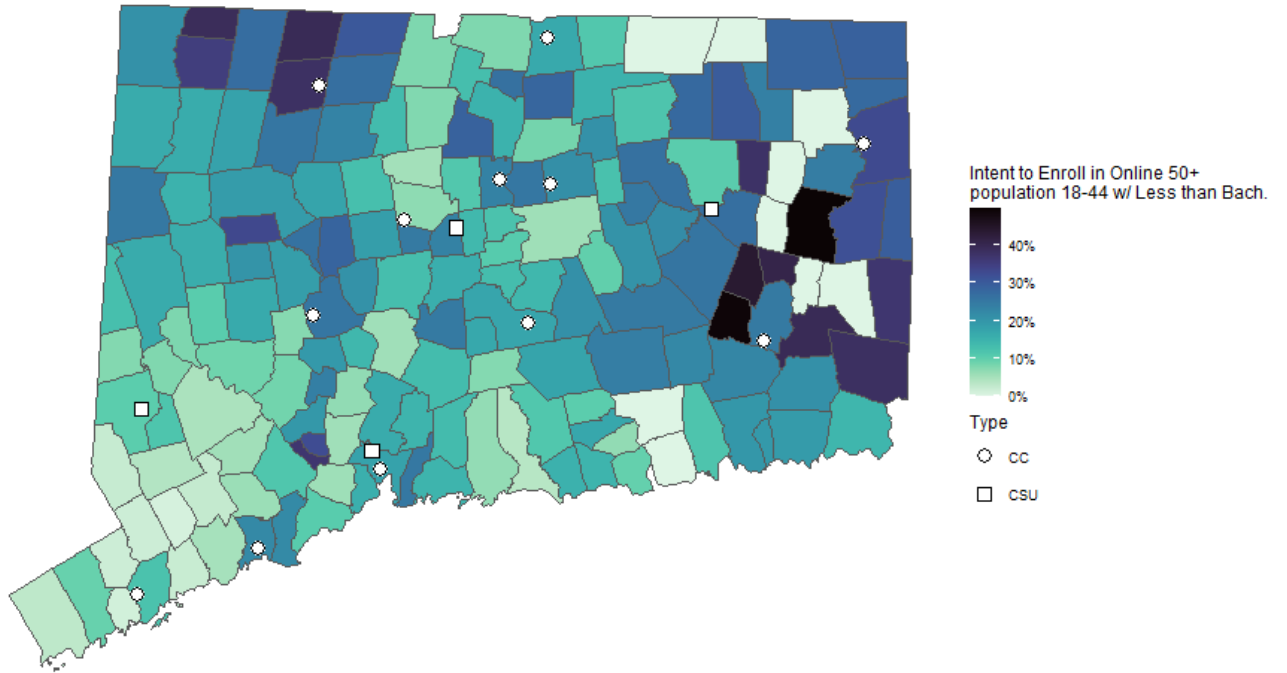 Intent to Enroll in Online 50+
population 18-44 w/ Less than Bach.
40%
30%
20%
10%
0%
Type
CC
CSU